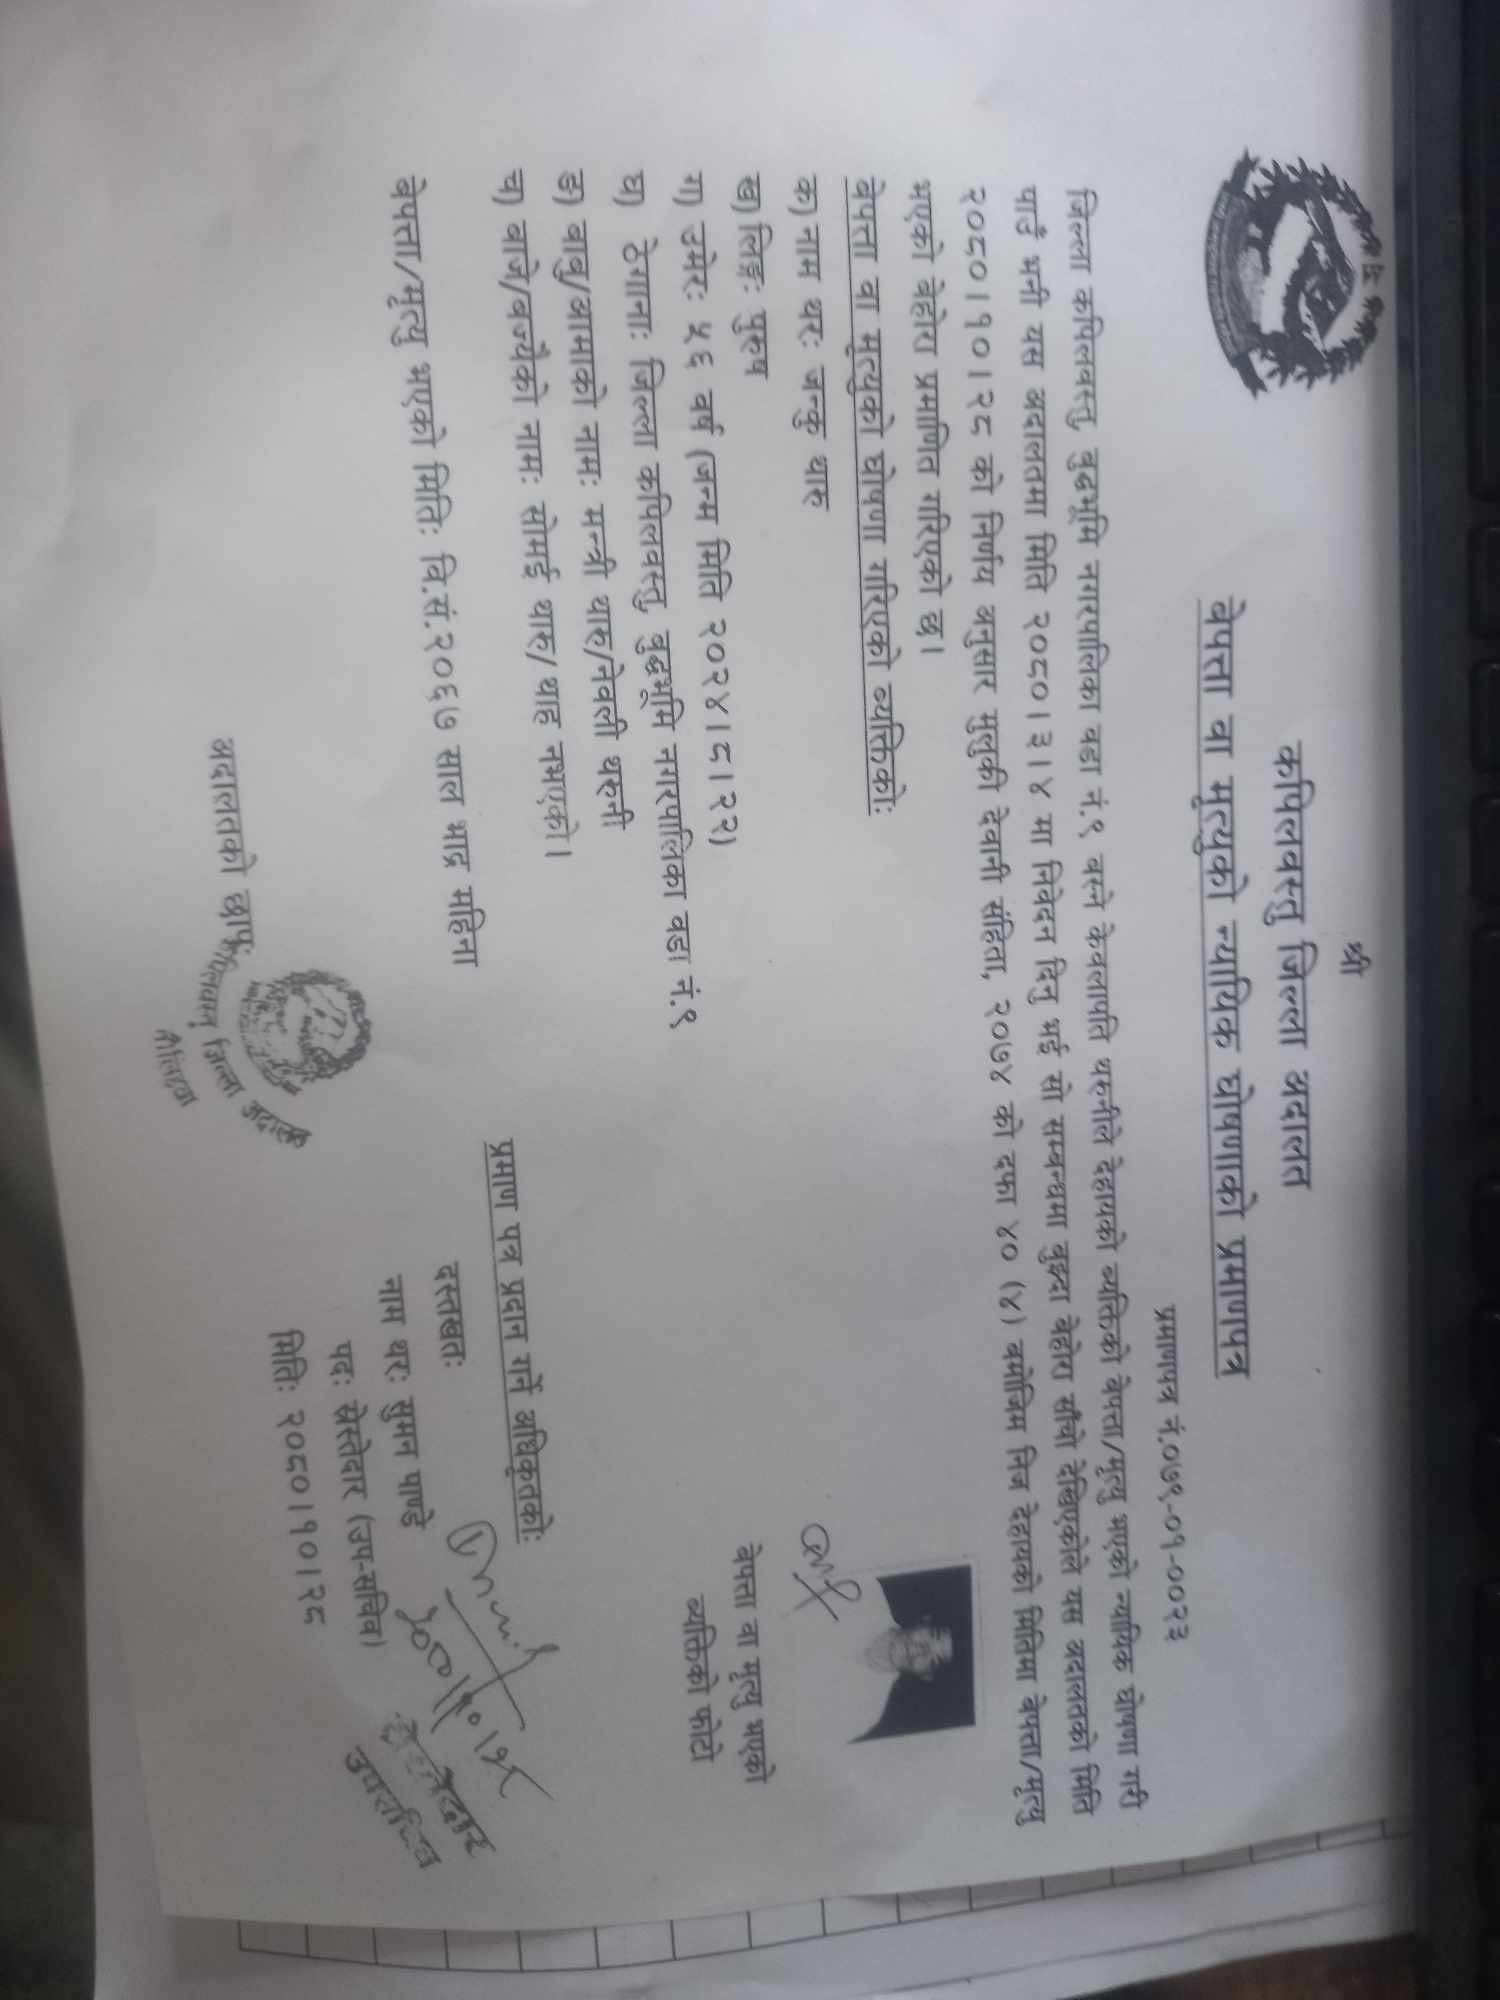 श्री
कपिलवस्तु जिल्ला अदालत
बेपत्ता वा मृत्युको न्यायिक घोषणाको प्रमाणपत्र
प्रमाणपत्र नं.०७९-०१-००२३
जिल्ला कपिलवस्तु, बुद्धभूमि नगरपालिका वडा नं.९ बस्ने केवलापति थरुनीले देहायको व्यक्तिको बेपत्ता/मृत्यु भएको न्यायिक घोषणा गरी
पाउँ भनी यस अदालतमा मिति २०८०।३।४ मा निवेदन दिनु भई सो सम्बन्धमा बुझ्दा बेहोरा साँचो देखिएकोले यस अदालतको मिति
२०८०।१०।२८ को निर्णय अनुसार मुलुकी देवानी संहिता, २०७४ को दफा ४० (४) बमोजिम निज देहायको मितिमा बेपत्ता/मृत्यु
भएको बेहोरा प्रमाणित गरिएको छ।
बेपत्ता वा मृत्युको घोषणा गरिएको व्यक्तिको:
क) नाम थर: जन्कु थारु
ख) लिङ्ग: पुरुष
ग) उमेर: ५६ वर्ष (जन्म मिति २०२४।८।२२)
घ) ठेगाना: जिल्ला कपिलवस्तु, बुद्धभूमि नगरपालिका वडा नं.९
ङ) बाबु/आमाको नाम: मन्त्री थारु/नेवली थरुनी
च) बाजे/बज्यैको नाम: सोमई थारु/ थाह नभएको।
बेपत्ता/मृत्यु भएको मिति: वि.सं.२०६७ साल भाद्र महिना
बेपत्ता वा मृत्यु भएको
व्यक्तिको फोटो
प्रमाण पत्र प्रदान गर्ने अधिकृतको:
दस्तखत:
२०८०।१०।२८
नाम थर: सुमन पाण्डे
पद: स्रेस्तेदार (उप-सचिव)
मिति: २०८०।१०।२८
स्रेस्तेदार
उपसचिव
अदालतको छाप:
कपिलवस्तु जिल्ला अदालत
तौलिहवा